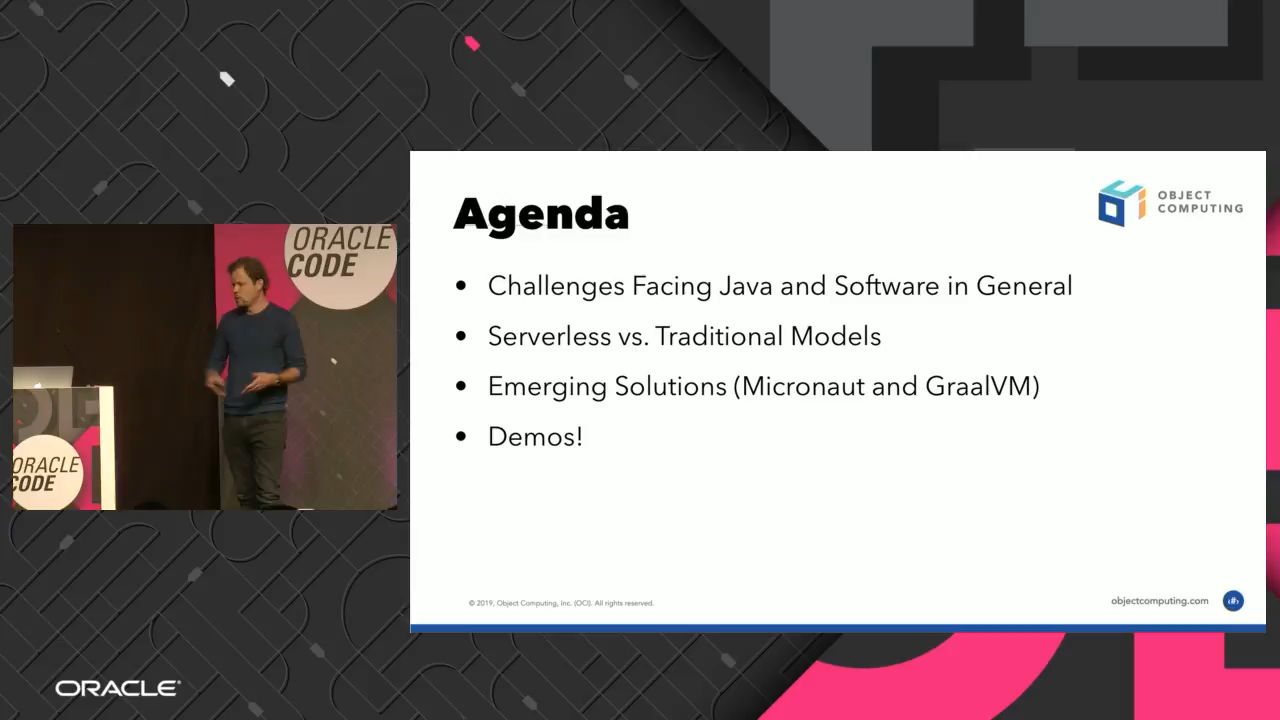 ORACLE
CODE
ORACLE
CODE
Agenda
OBJECT
COMPUTING
• Challenges Facing Java and Software in General
• Serverless vs. Traditional Models
• Emerging Solutions (Micronaut and GraalVM)
• Demos!
© 2019, Object Computing, Inc. (OCI). All rights reserved.
objectcomputing.com
‹#›
ORACLE®